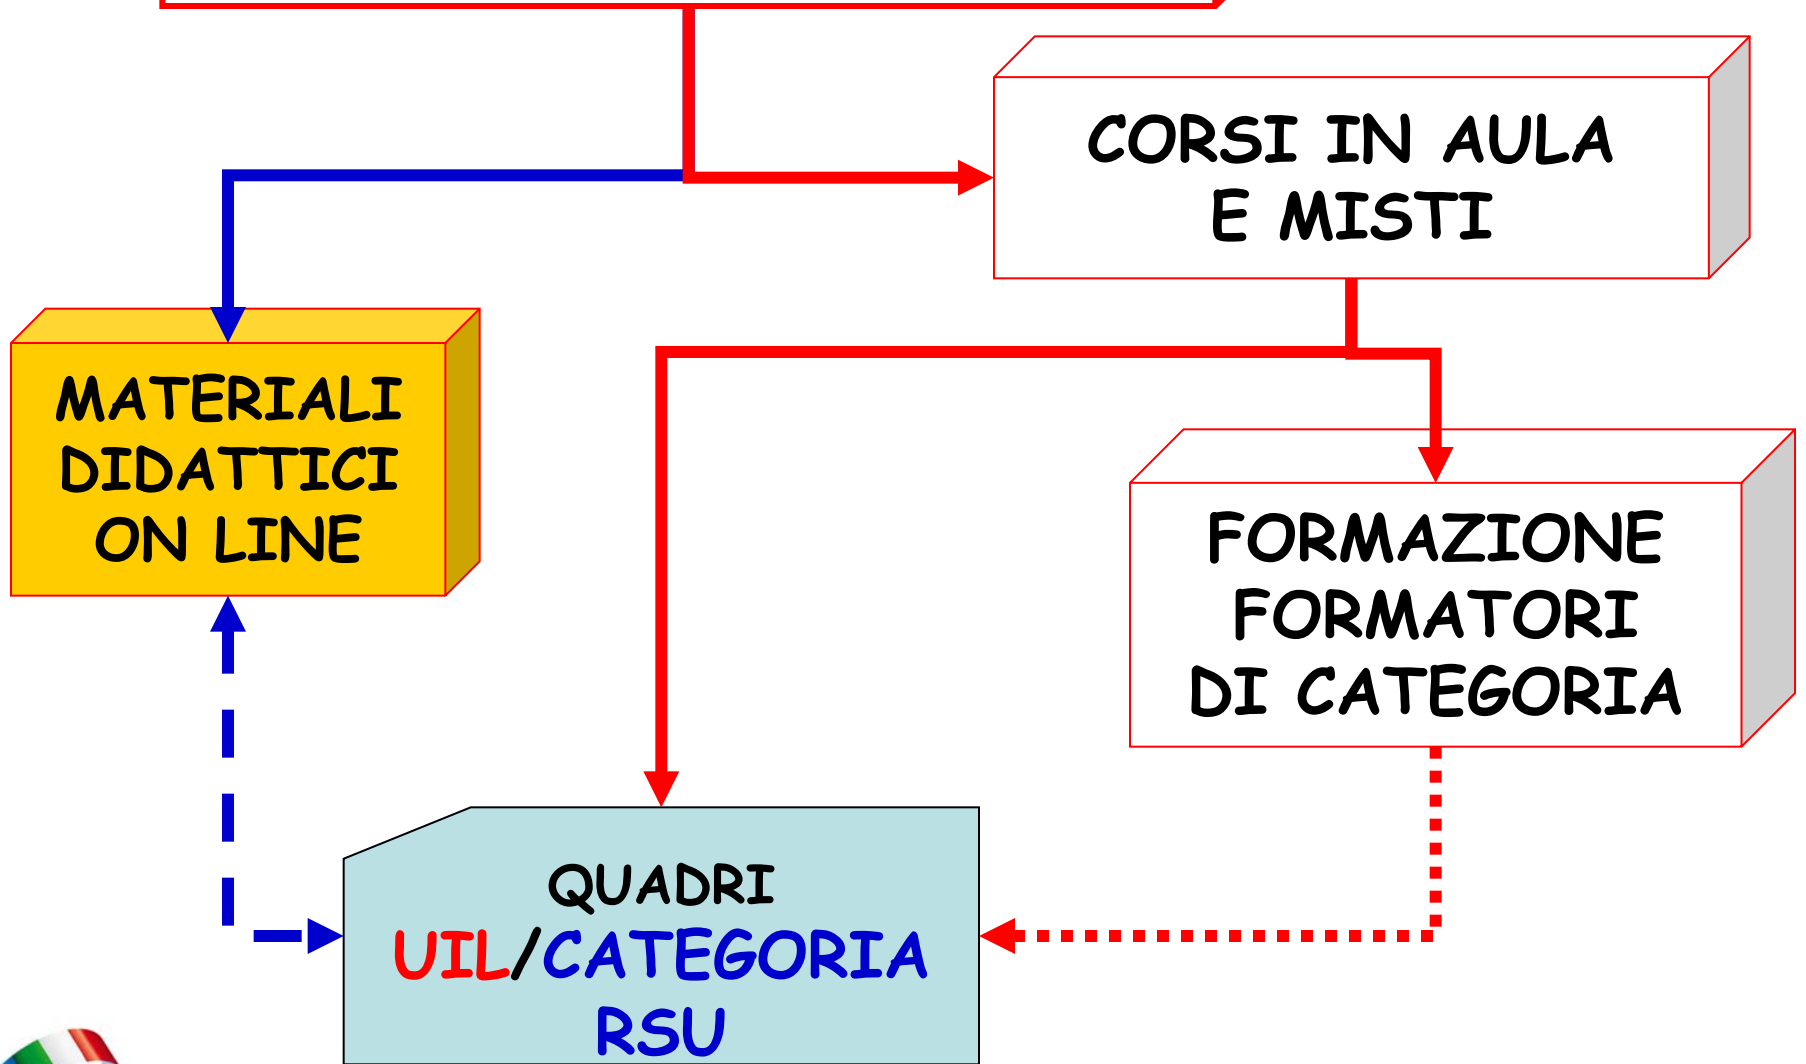 CORSI IN AULA
E MISTI
MATERIALI
DIDATTICI
ON LINE
FORMAZIONE
FORMATORI
DI CATEGORIA
QUADRI
UIL/CATEGORIA
RSU